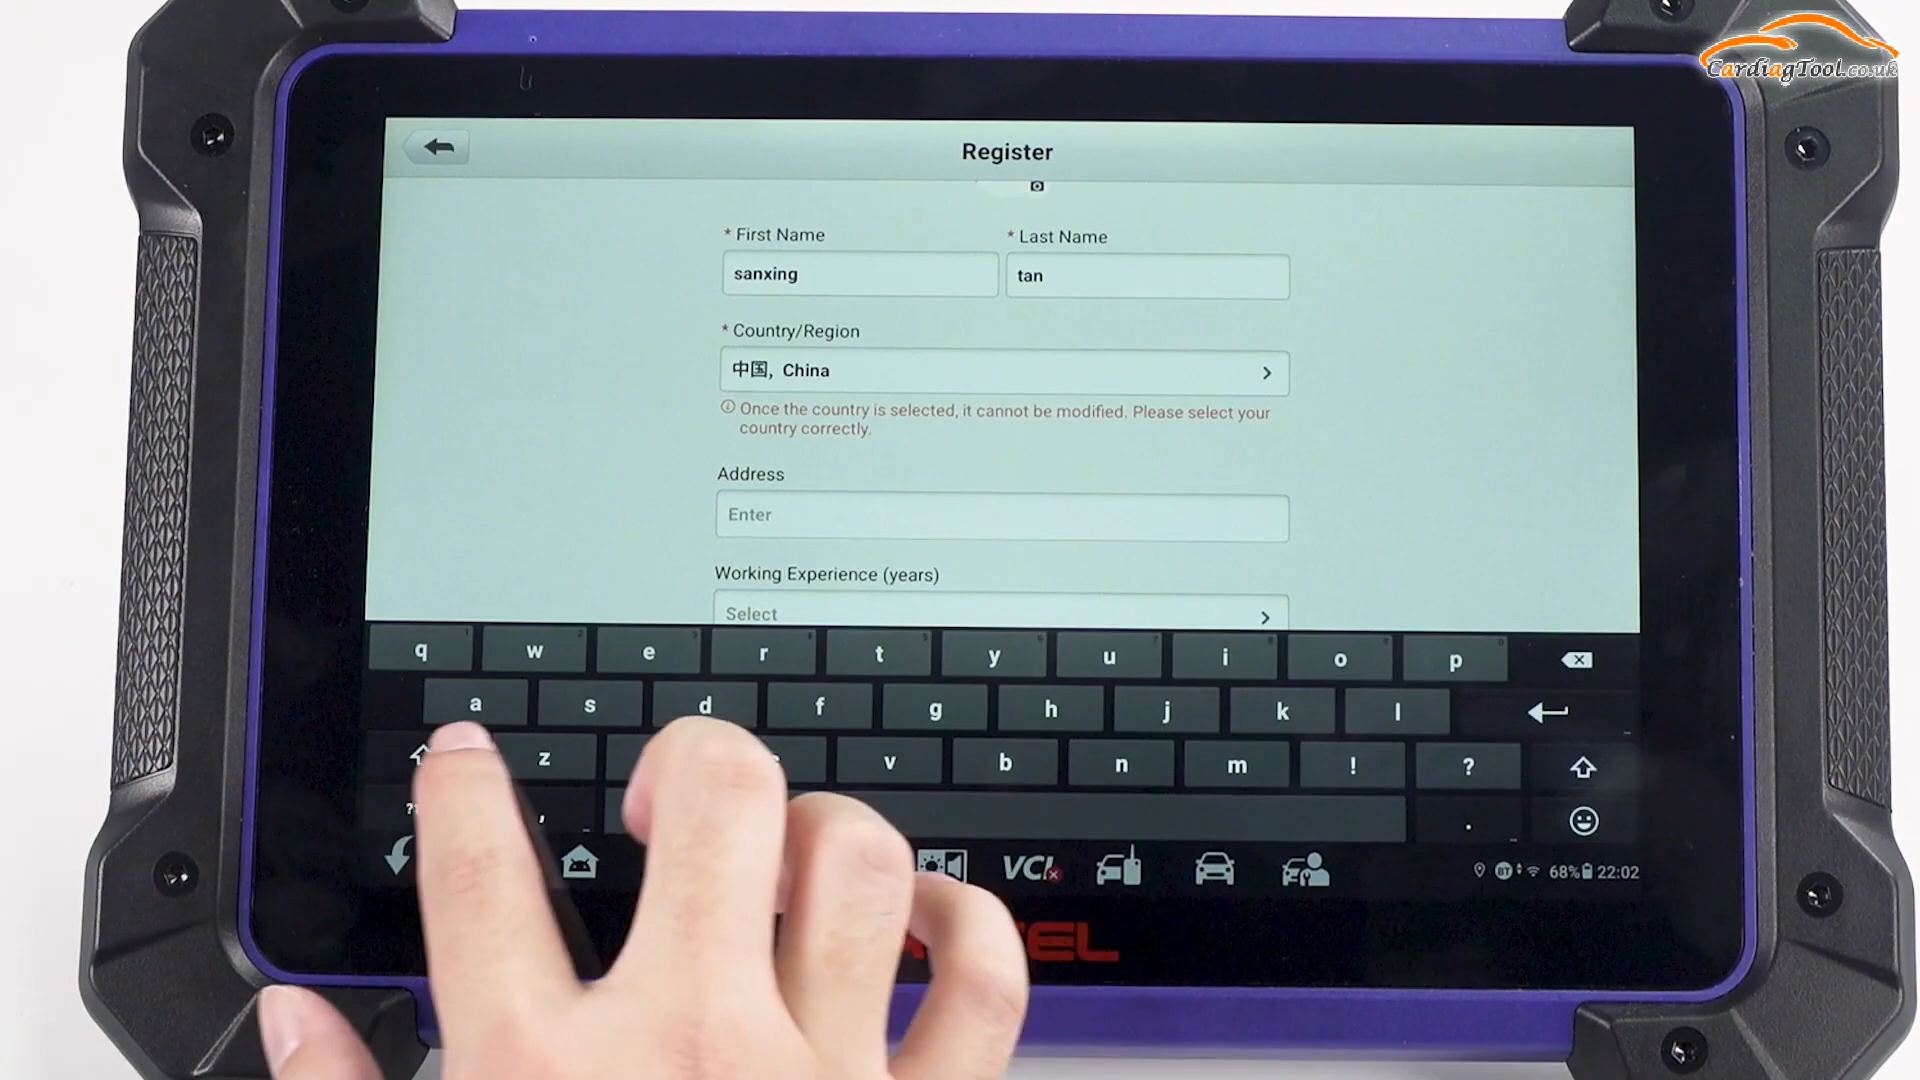 CardiagTool.co.uk
Register
* First Name
* Last Name
sanxing
tan
* Country/Region
中国, China
Once the country is selected, it cannot be modified. Please select your
country correctly.
Address
Enter
Working Experience (years)
Select
q w e r t y u i o p
a s d f g h j k l
z v b n m ! ?
, .
VCI
BT 68% 22:02